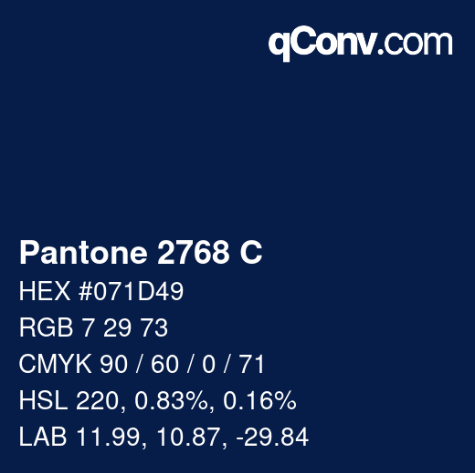 qConv.com
Pantone 2768 C
HEX #071D49
RGB 7 29 73
CMYK 90 / 60 / 0 / 71
HSL 220, 0.83%, 0.16%
LAB 11.99, 10.87, -29.84